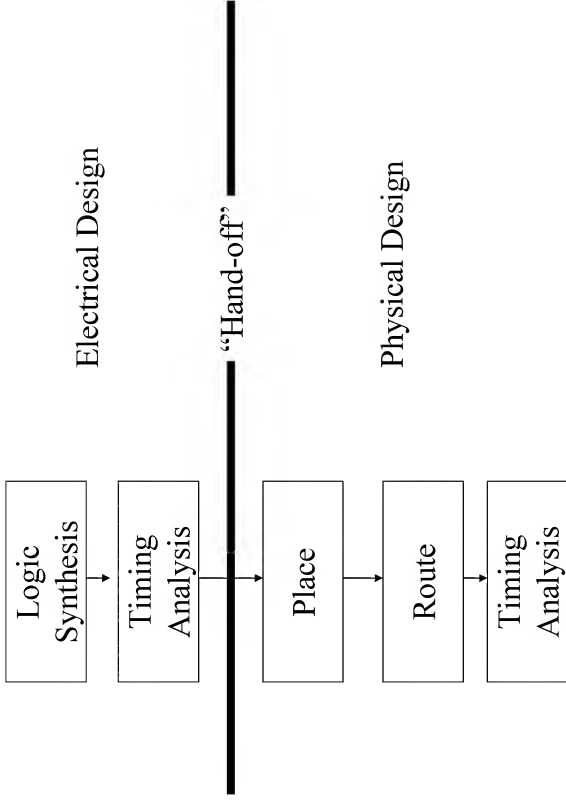 Logic
Synthesis
Timing
Analysis
Place
Route
Timing
Analysis
Electrical Design
“Hand-off”
Physical Design